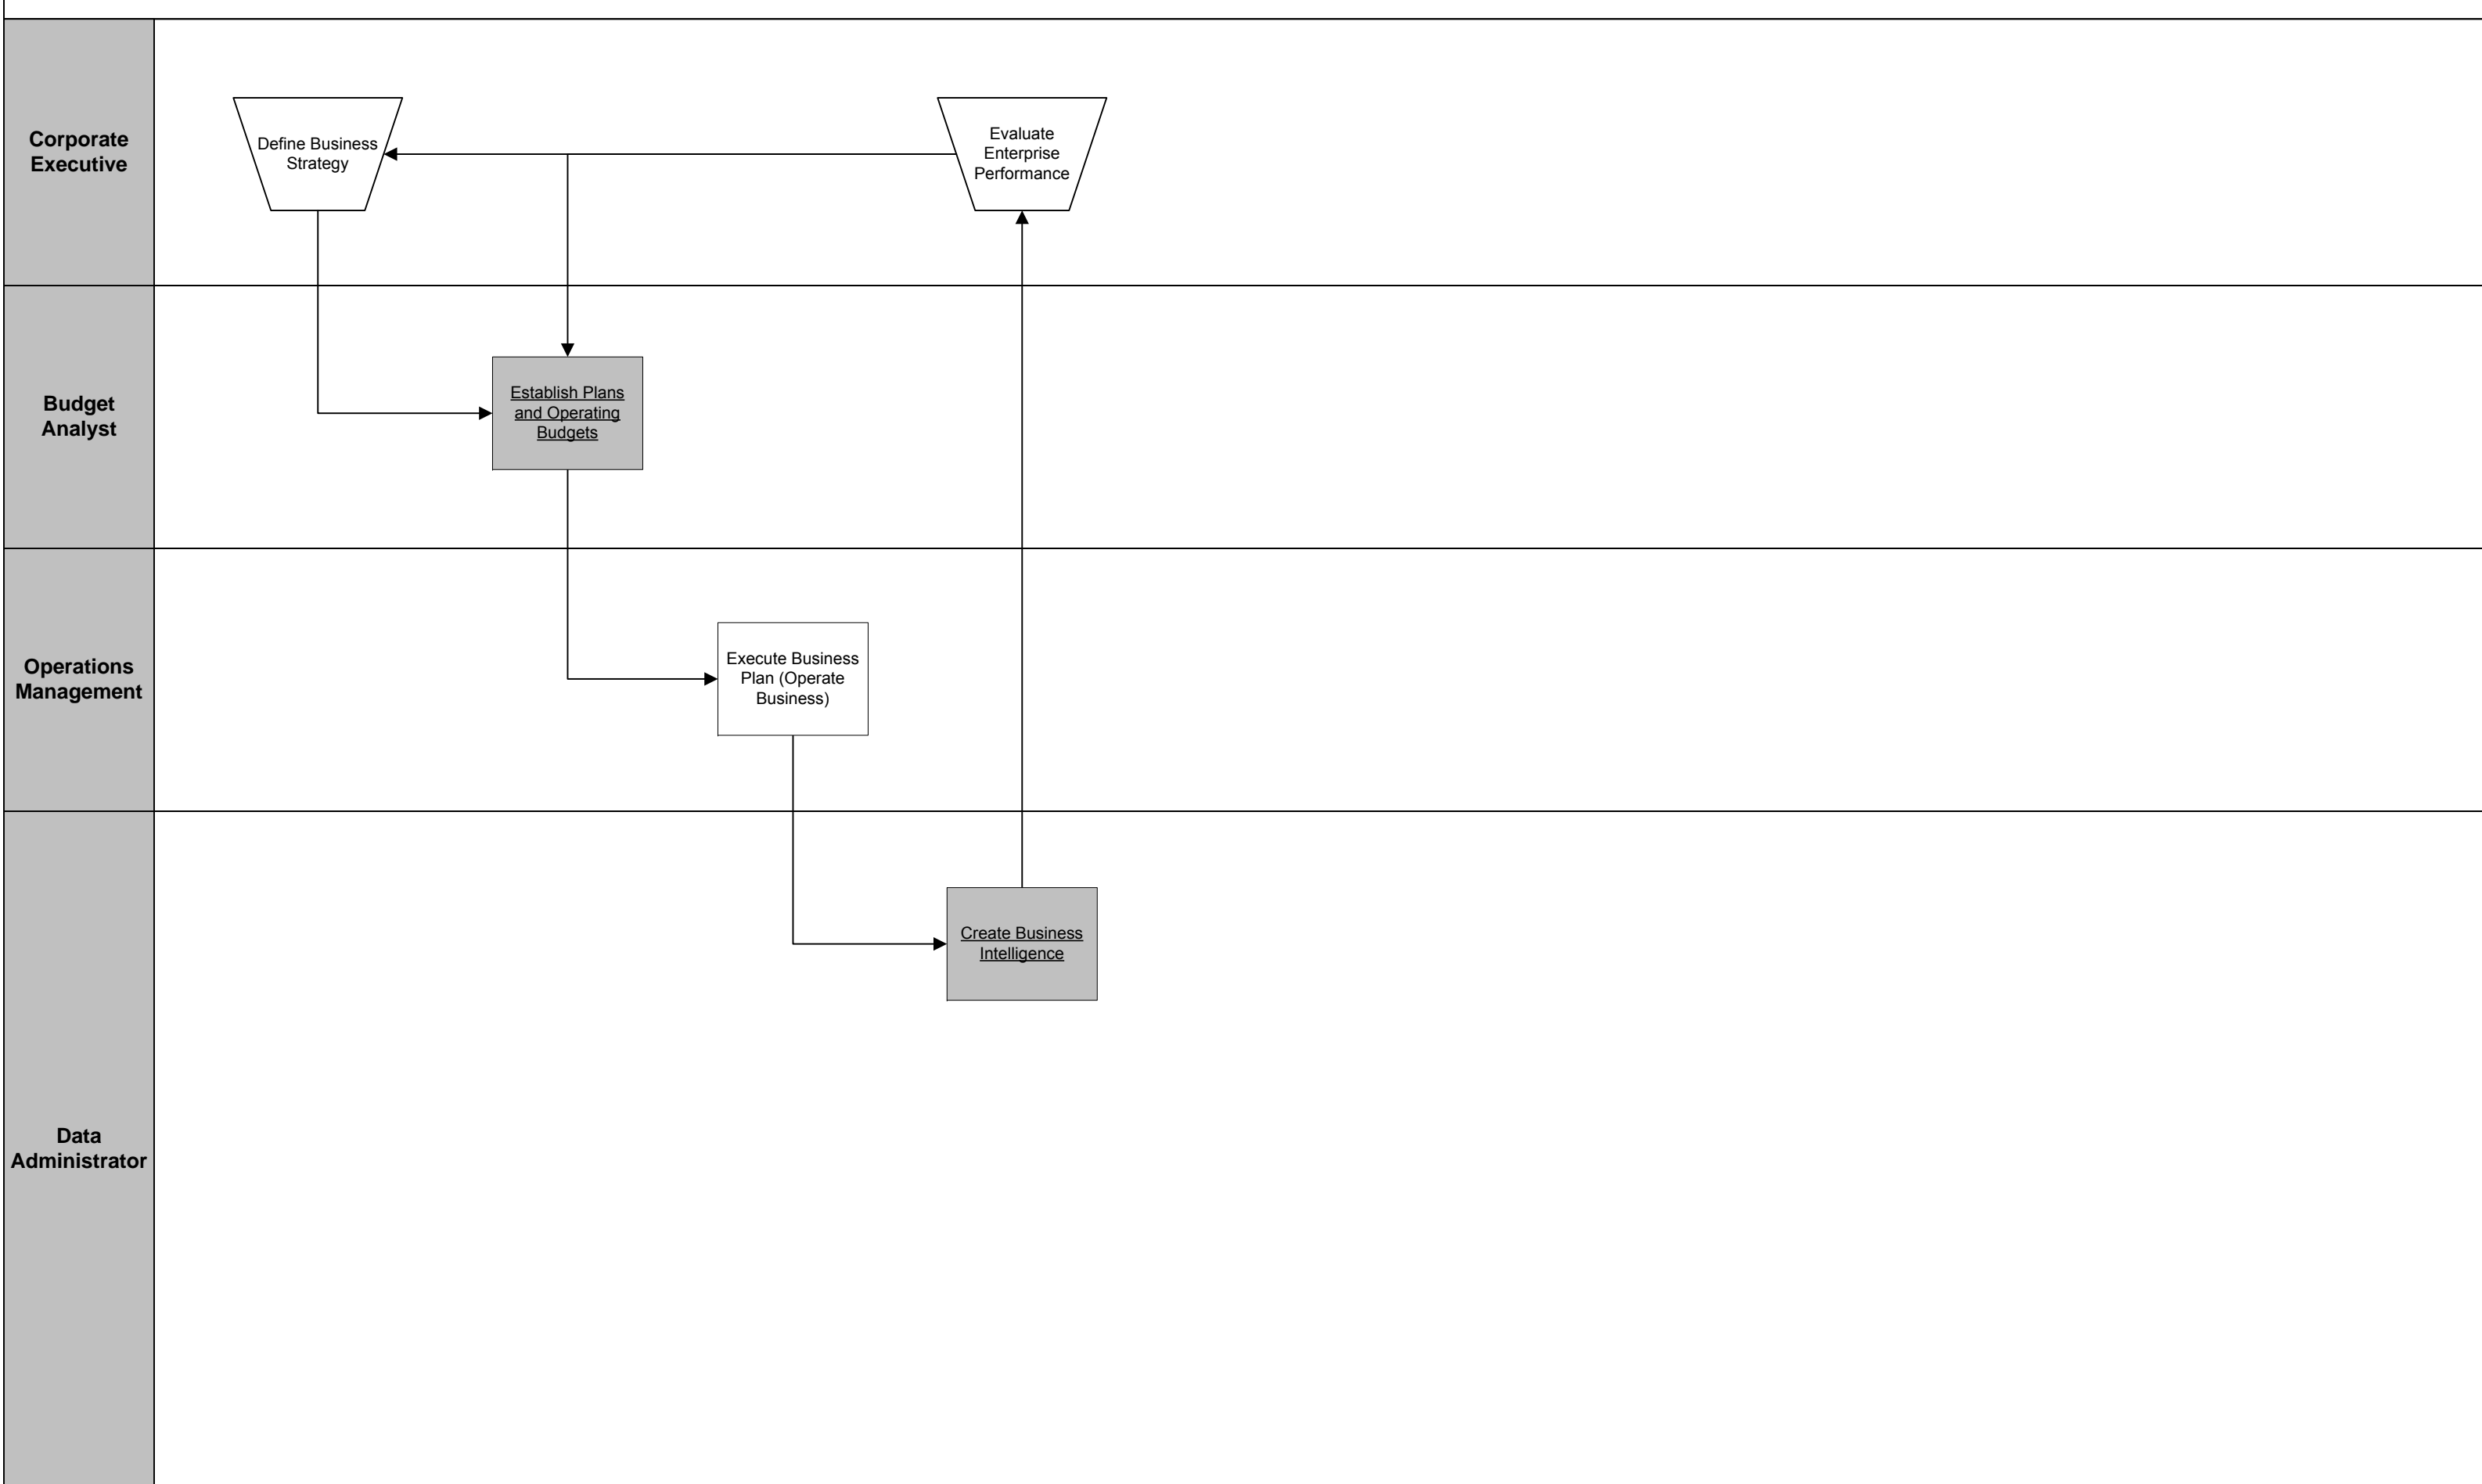 Corporate
Executive
Define Business
Strategy
Evaluate
Enterprise
Performance
Budget
Analyst
Establish Plans
and Operating
Budgets
Operations
Management
Execute Business
Plan (Operate
Business)
Data
Administrator
Create Business
Intelligence